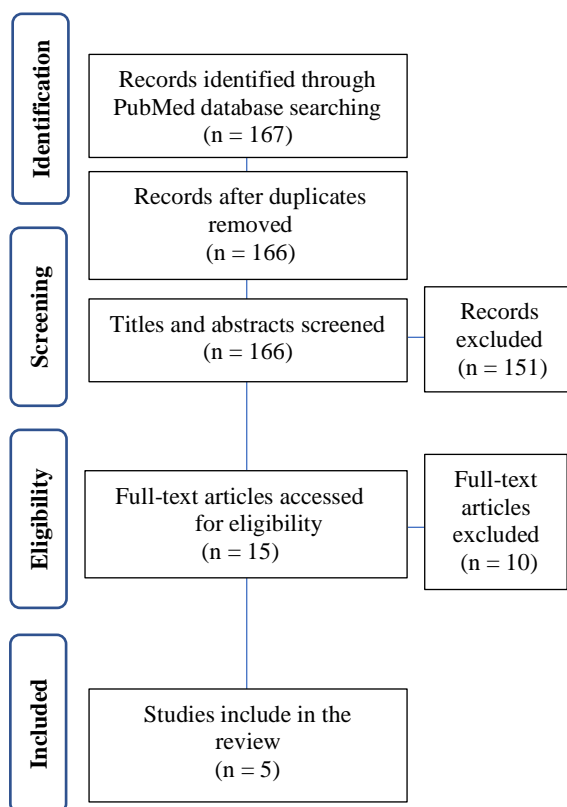 Identification
Records identified through
PubMed database searching
(n = 167)
Records after duplicates
removed
(n = 166)
Screening
Titles and abstracts screened
(n = 166)
Records
excluded
(n = 151)
Eligibility
Full-text articles accessed
for eligibility
(n = 15)
Full-text
articles
excluded
(n = 10)
Included
Studies include in the
review
(n = 5)